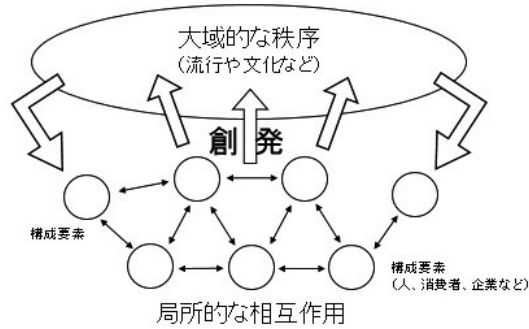 大域的な秩序
(流行や文化など)
創発
構成要素
構成要素
(人、消費者、企業など)
局所的な相互作用